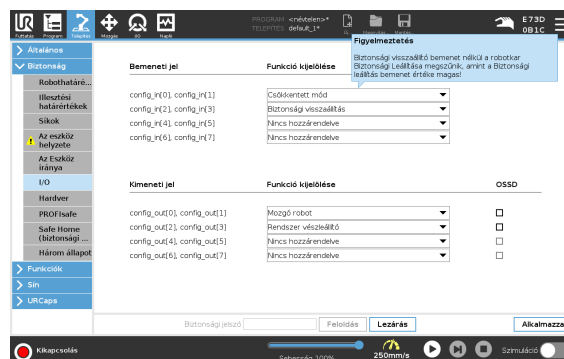 PROGRAM <névtelen>*
TELEPÍTÉS default_1*
E73D
0B1C
Futtatás Program Telepítés Mozgás I/O Napló
Figyelmeztetés
Biztonsági visszaállító bemenet nélkül a robotkar
Biztonsági Leállítása megszűnik, amint a Biztonsági
leállítás bemenet értéke magas!
Általános
Biztonság
Robothatáré...
Illesztési
határértékek
Síkok
Az eszköz
helyzete
Az Eszköz
iránya
I/O
Hardver
PROFIsafe
Safe Home
(biztonsági ...
Három állapot
Funkciók
Sín
URCaps
Bemeneti jel Funkció kijelölése
config_in[0], config_in[1] Csökkentett mód
config_in[2], config_in[3] Biztonsági visszaállítás
config_in[4], config_in[5] Nincs hozzárendelve
config_in[6], config_in[7] Nincs hozzárendelve
Kimeneti jel Funkció kijelölése OSSD
config_out[0], config_out[1] Mozgó robot
config_out[2], config_out[3] Rendszer vészleállító
config_out[4], config_out[5] Nincs hozzárendelve
config_out[6], config_out[7] Nincs hozzárendelve
Biztonsági jelszó Feloldás Lezárás Alkalmazza
Kikapcsolás
Sebesség 100%
250mm/s
Szimuláció